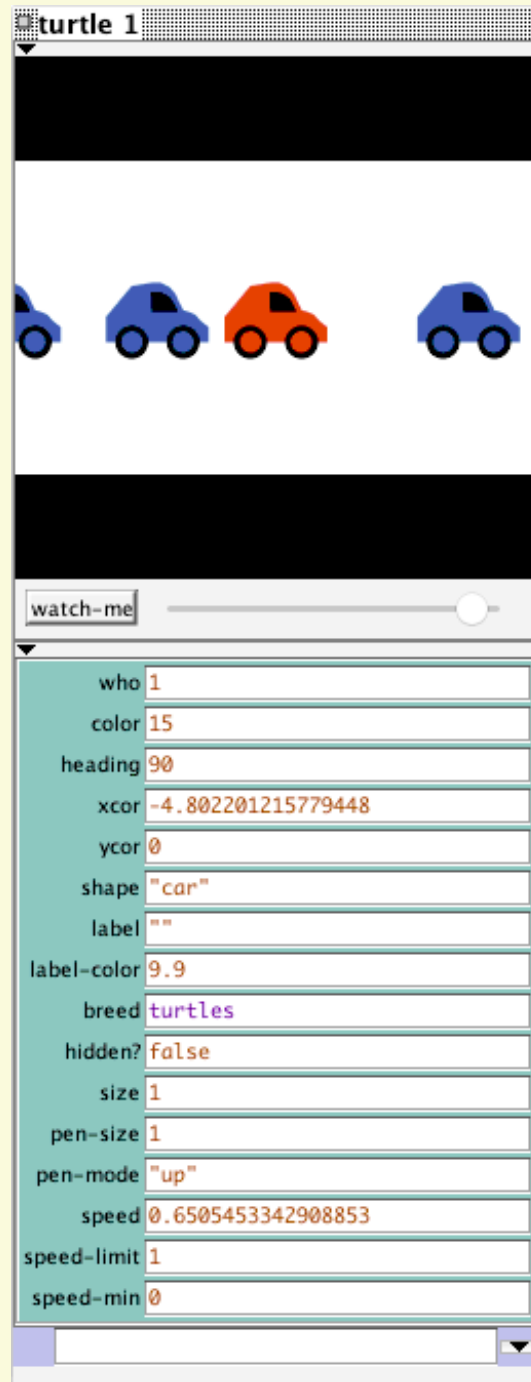 turtle 1
watch-me
who 1
color 15
heading 90
xcor -4.802201215779448
ycor 0
shape "car"
label ""
label-color 9.9
breed turtles
hidden? false
size 1
pen-size 1
pen-mode "up"
speed 0.6505453342908853
speed-limit 1
speed-min 0